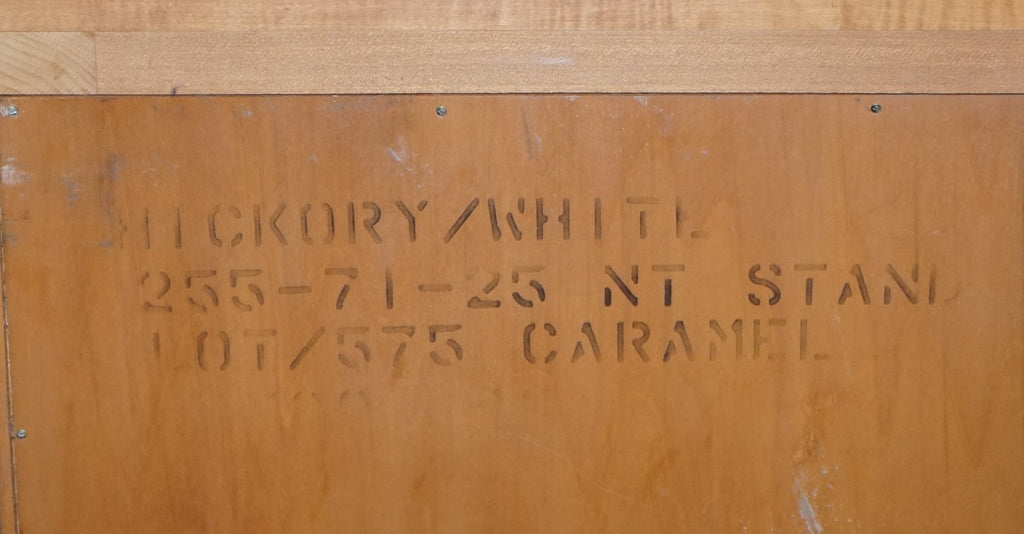 HICKORY/WHITE
255-71-25 NT STAND
LOT/575 CARAMEL